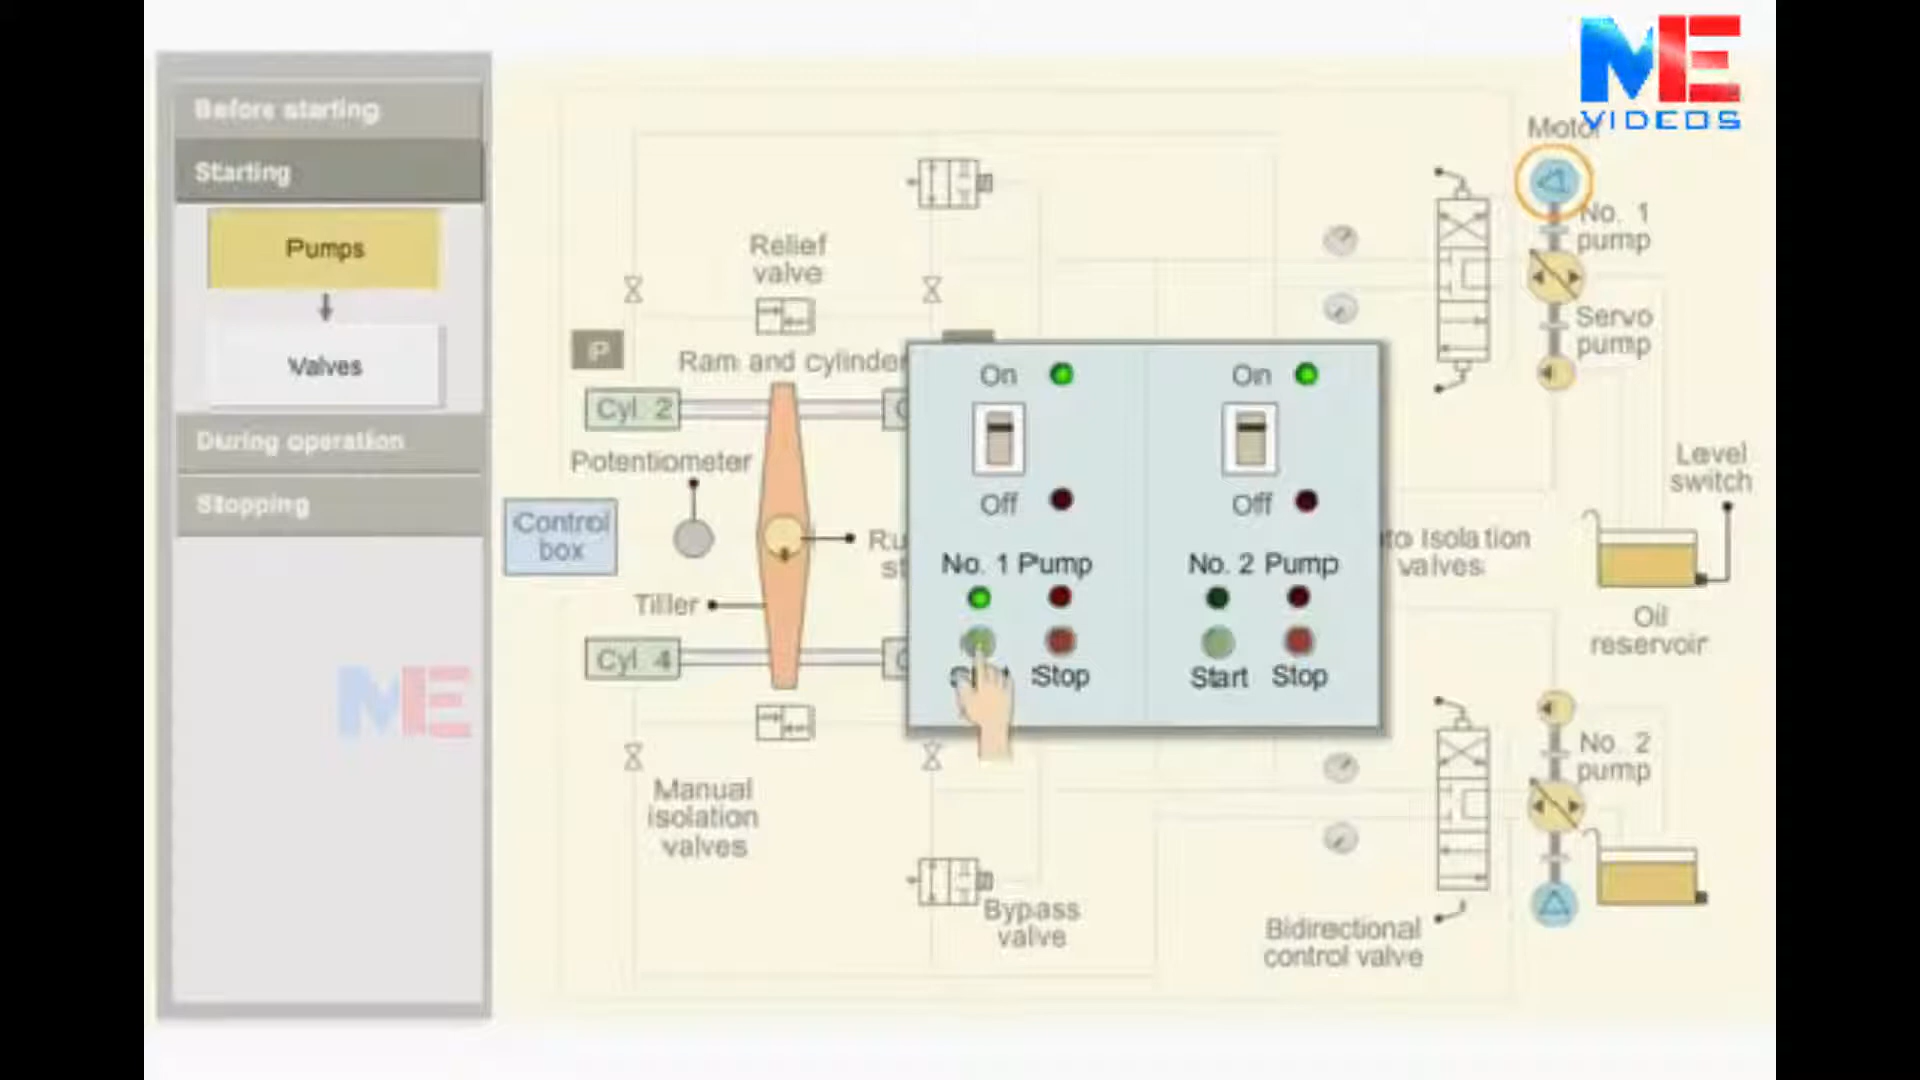 ME
VIDEOS
Before starting
Starting
Pumps
Valves
During operation
Stopping
ME
Motor
No. 1
pump
Servo
pump
Relief
valve
P
Ram and cylinder
Cyl 2
Potentiometer
Control
box
Tiller
Cyl 4
Manual
isolation
valves
Bypass
valve
On
On
Off
Off
No. 1 Pump
No. 2 Pump
Start
Stop
Start
Stop
Isolation
valves
Level
switch
Oil
reservoir
No. 2
pump
Bidirectional
control valve